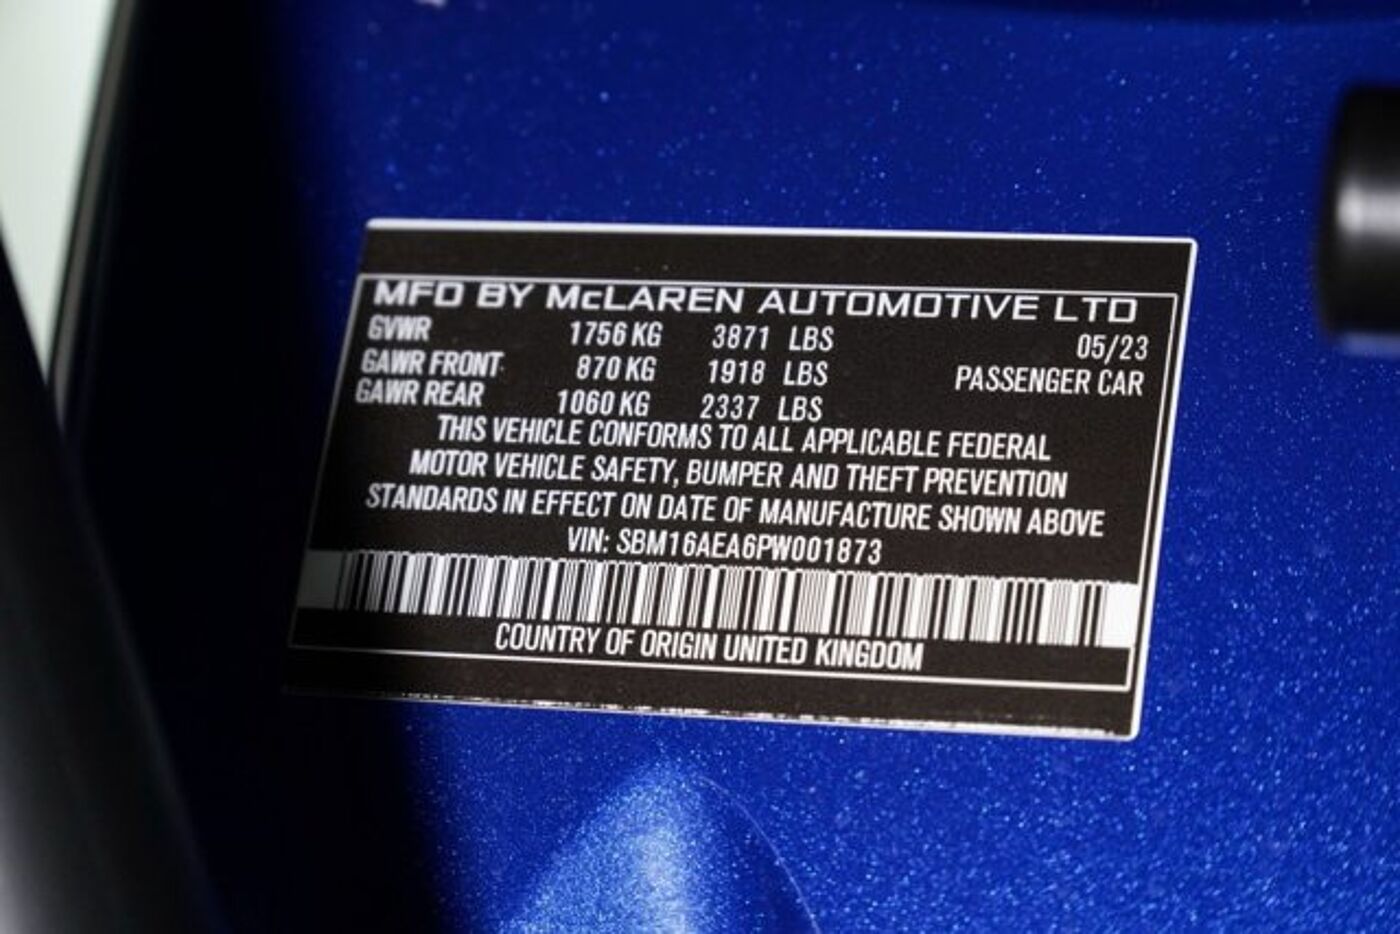 MFD BY McLAREN AUTOMOTIVE LTD
GVWR 1756 KG 3871 LBS 05/23
GAWR FRONT 870 KG 1918 LBS PASSENGER CAR
GAWR REAR 1060 KG 2337 LBS
THIS VEHICLE CONFORMS TO ALL APPLICABLE FEDERAL
MOTOR VEHICLE SAFETY, BUMPER AND THEFT PREVENTION
STANDARDS IN EFFECT ON DATE OF MANUFACTURE SHOWN ABOVE
VIN: SBM16AEA6PW001873
COUNTRY OF ORIGIN UNITED KINGDOM